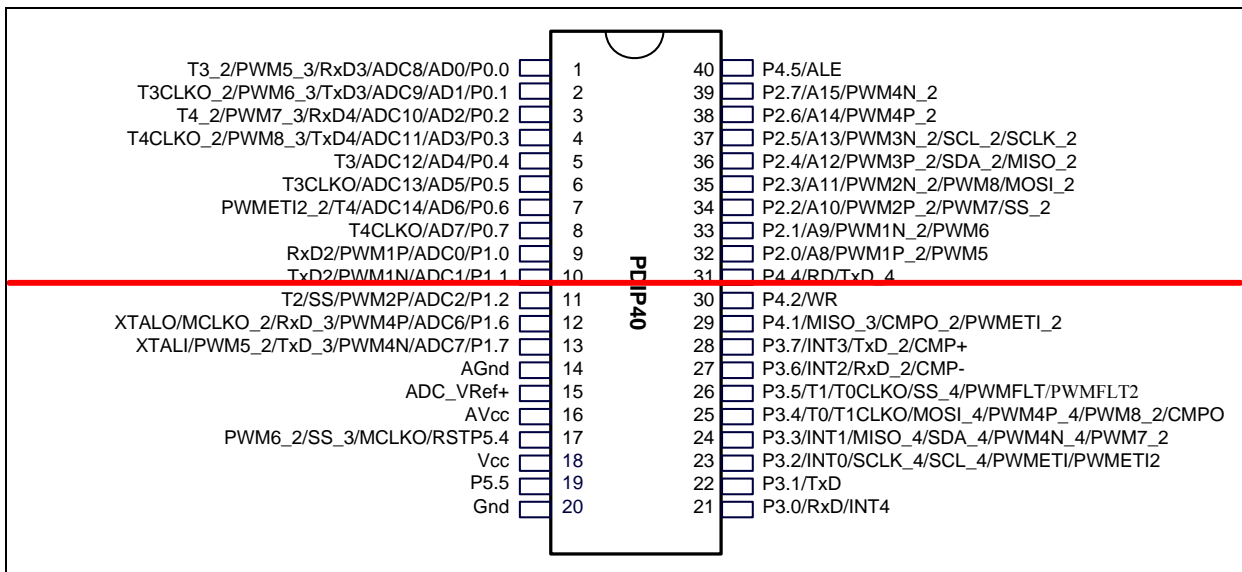 T3_2/PWM5_3/RxD3/ADC8/AD0/P0.0 1 40 P4.5/ALE
T3CLKO_2/PWM6_3/TxD3/ADC9/AD1/P0.1 2 39 P2.7/A15/PWM4N_2
T4_2/PWM7_3/RxD4/ADC10/AD2/P0.2 3 38 P2.6/A14/PWM4P_2
T4CLKO_2/PWM8_3/TxD4/ADC11/AD3/P0.3 4 37 P2.5/A13/PWM3N_2/SCL_2/SCLK_2
T3/ADC12/AD4/P0.4 5 36 P2.4/A12/PWM3P_2/SDA_2/MISO_2
T3CLKO/ADC13/AD5/P0.5 6 35 P2.3/A11/PWM2N_2/PWM8/MOSI_2
PWMETI2_2/T4/ADC14/AD6/P0.6 7 34 P2.2/A10/PWM2P_2/PWM7/SS_2
T4CLKO/AD7/P0.7 8 33 P2.1/A9/PWM1N_2/PWM6
RxD2/PWM1P/ADC0/P1.0 9 32 P2.0/A8/PWM1P_2/PWM5
TxD2/PWM1N/ADC1/P1.1 10 31 P4.4/RD/TxD_4
PDIP40
T2/SS/PWM2P/ADC2/P1.2 11 30 P4.2/WR
XTALO/MCLKO_2/RxD_3/PWM4P/ADC6/P1.6 12 29 P4.1/MISO_3/CMPO_2/PWMETI_2
XTALI/PWM5_2/TxD_3/PWM4N/ADC7/P1.7 13 28 P3.7/INT3/TxD_2/CMP+
AGnd 14 27 P3.6/INT2/RxD_2/CMP-
ADC_VRef+ 15 26 P3.5/T1/T0CLKO/SS_4/PWMFLT/PWMFLT2
AVcc 16 25 P3.4/T0/T1CLKO/MOSI_4/PWM4P_4/PWM8_2/CMPO
PWM6_2/SS_3/MCLKO/RSTP5.4 17 24 P3.3/INT1/MISO_4/SDA_4/PWM4N_4/PWM7_2
Vcc 18 23 P3.2/INT0/SCLK_4/SCL_4/PWMETI/PWMETI2
P5.5 19 22 P3.1/TxD
Gnd 20 21 P3.0/RxD/INT4